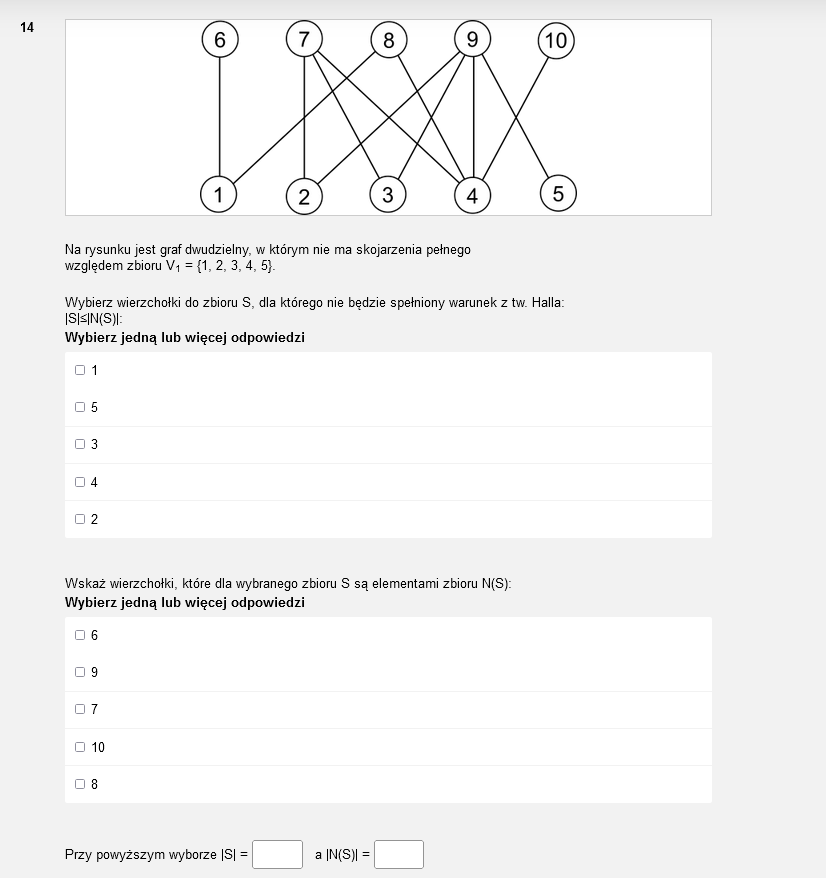 14
6 7 8 9 10
1 2 3 4 5
Na rysunku jest graf dwudzielny, w którym nie ma skojarzenia pełnego
względem zbioru V₁ = {1, 2, 3, 4, 5}.
Wybierz wierzchołki do zbioru S, dla którego nie będzie spełniony warunek z tw. Halla:
|S|≤|N(S)|:
Wybierz jedną lub więcej odpowiedzi
1
5
3
4
2
Wskaż wierzchołki, które dla wybranego zbioru S są elementami zbioru N(S):
Wybierz jedną lub więcej odpowiedzi
6
9
7
10
8
Przy powyższym wyborze |S| = a |N(S)| =